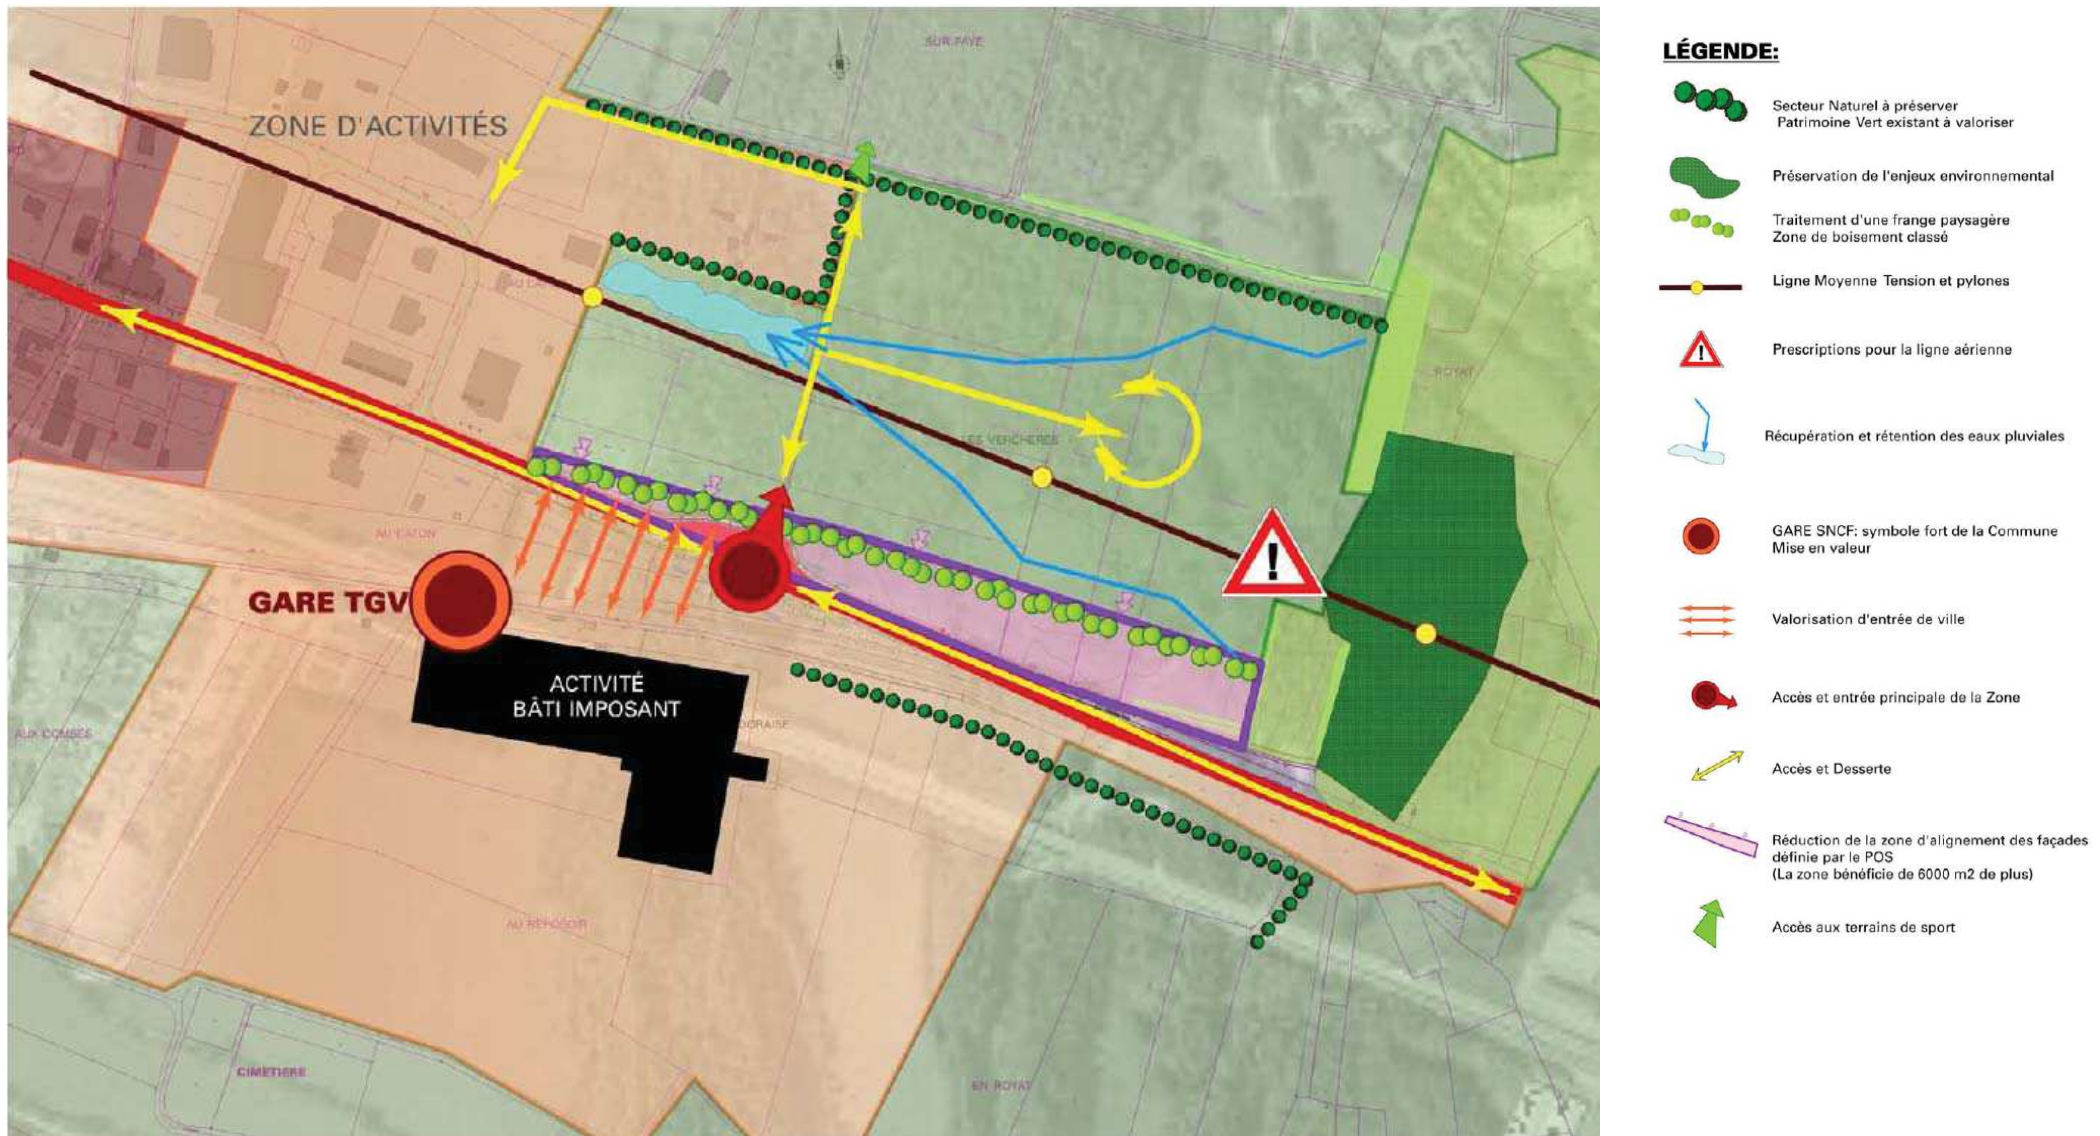 SUR FAYE
ZONE D'ACTIVITÉS
ROYAT
LES VERCHERES
AU CATON
GARE TGV
ACTIVITÉ
BÂTI IMPOSANT
AUX COMBES
AU REPOSOIR
CIMETIERE
EN ROYAT
LÉGENDE:
Secteur Naturel à préserver
Patrimoine Vert existant à valoriser
Préservation de l'enjeux environnemental
Traitement d'une frange paysagère
Zone de boisement classé
Ligne Moyenne Tension et pylones
Prescriptions pour la ligne aérienne
Récupération et rétention des eaux pluviales
GARE SNCF: symbole fort de la Commune
Mise en valeur
Valorisation d'entrée de ville
Accès et entrée principale de la Zone
Accès et Desserte
Réduction de la zone d'alignement des façades
définie par le POS
(La zone bénéficie de 6000 m2 de plus)
Accès aux terrains de sport